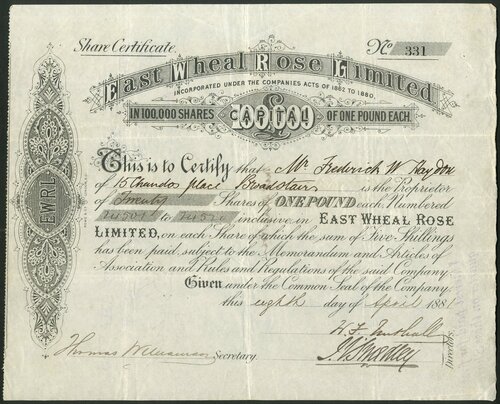 Share Certificate. No 331
East Wheal Rose Limited
INCORPORATED UNDER THE COMPANIES ACTS OF 1862 TO 1880.
IN 100,000 SHARES CAPITAL OF ONE POUND EACH.
This is to Certify that Mr Frederick W Haydon
of 15 Chandos place Broadstairs is the Proprietor
of Twenty Shares of ONE POUND each, Numbered
74501 to 74520 inclusive, in EAST WHEAL ROSE
LIMITED, on each Share of which the sum of Five Shillings
has been paid, subject to the Memorandum and Articles of
Association and Rules and Regulations of the said Company.
Given under the Common Seal of the Company,
this eighth day of April 1881
Thomas Williamson Secretary.
Directors
EWRL